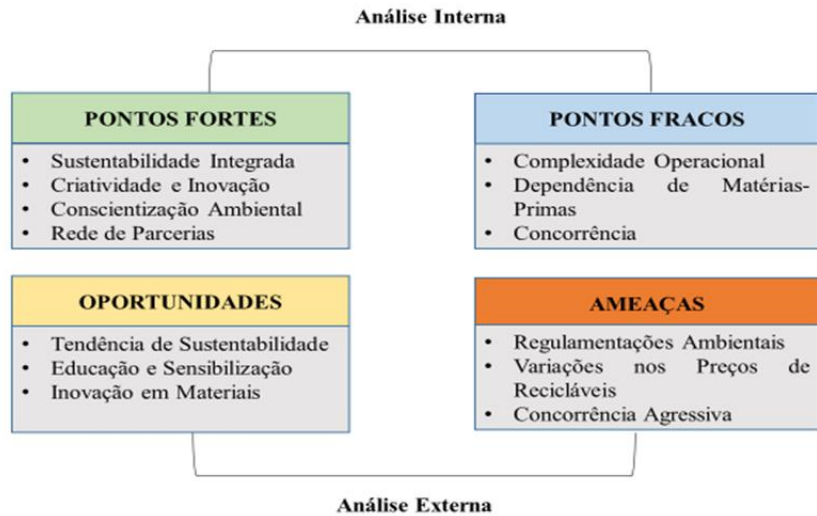 Análise Interna
PONTOS FORTES
• Sustentabilidade Integrada
• Criatividade e Inovação
• Conscientização Ambiental
• Rede de Parcerias
PONTOS FRACOS
• Complexidade Operacional
• Dependência de Matérias-
Primas
• Concorrência
OPORTUNIDADES
• Tendência de Sustentabilidade
• Educação e Sensibilização
• Inovação em Materiais
AMEAÇAS
• Regulamentações Ambientais
• Variações nos Preços de
Recicláveis
• Concorrência Agressiva
Análise Externa